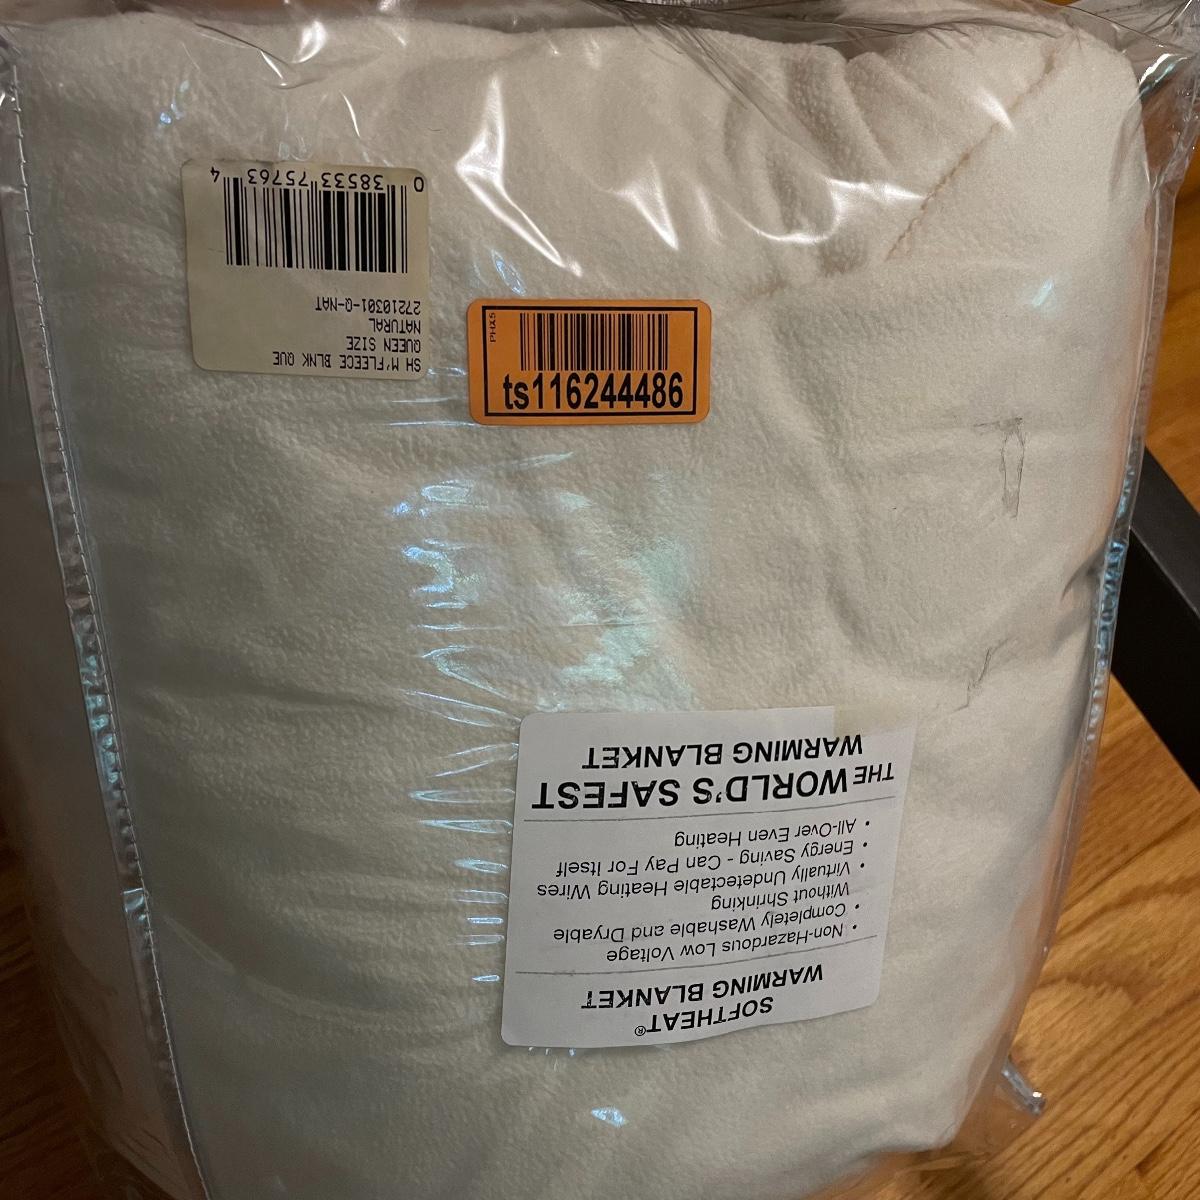 SH M'FLEECE BLNK QUE
QUEEN SIZE
NATURAL
27210301-Q-NAT
0 38533 75763 4
PHX5
ts116244486
SOFTHEAT®
WARMING BLANKET
• Non-Hazardous Low Voltage
• Completely Washable and Dryable
Without Shrinking
• Virtually Undetectable Heating Wires
• Energy Saving - Can Pay For Itself
• All-Over Even Heating
THE WORLD'S SAFEST
WARMING BLANKET